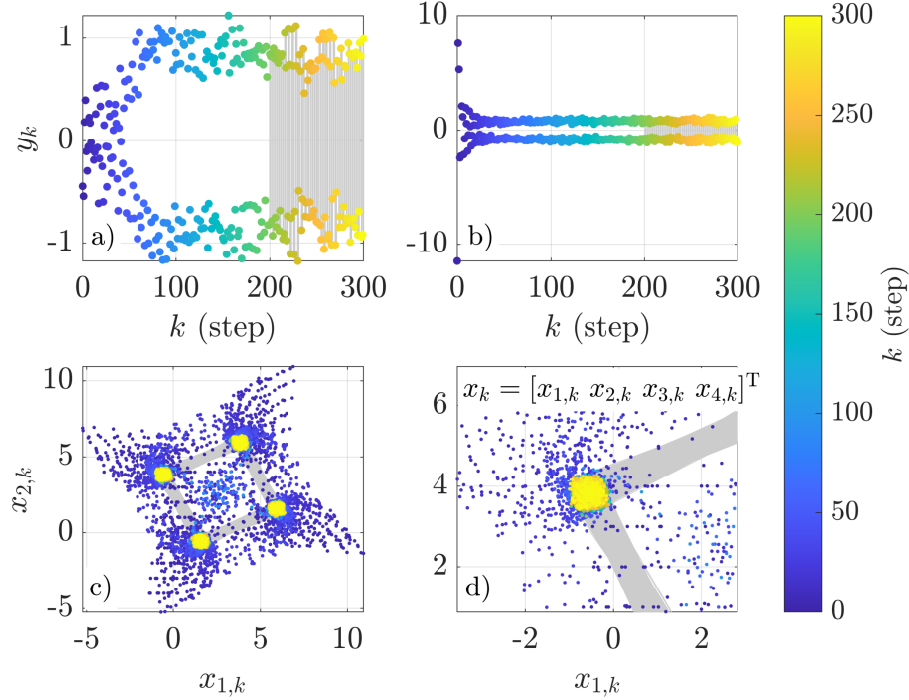 1
0
-1
y_k
a)
0
100
200
300
k (step)
10
0
-10
b)
0
100
200
300
k (step)
10
5
0
-5
x_{2,k}
c)
-5
0
5
10
x_{1,k}
6
4
2
x_k = [x_{1,k} x_{2,k} x_{3,k} x_{4,k}]^T
d)
-2
0
2
x_{1,k}
300
250
200
150
100
50
0
k (step)